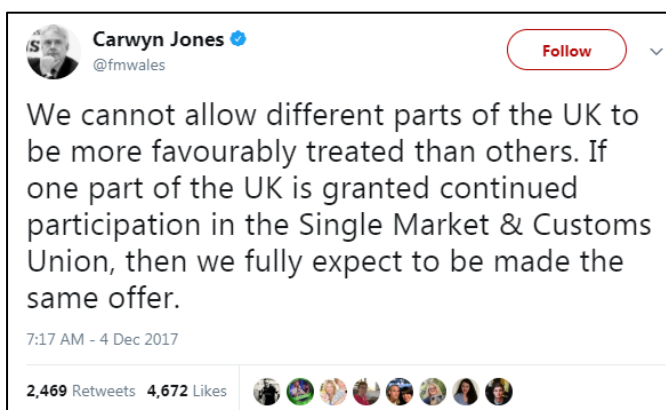 Carwyn Jones
@fmwales
Follow
We cannot allow different parts of the UK to
be more favourably treated than others. If
one part of the UK is granted continued
participation in the Single Market & Customs
Union, then we fully expect to be made the
same offer.
7:17 AM - 4 Dec 2017
2,469 Retweets 4,672 Likes